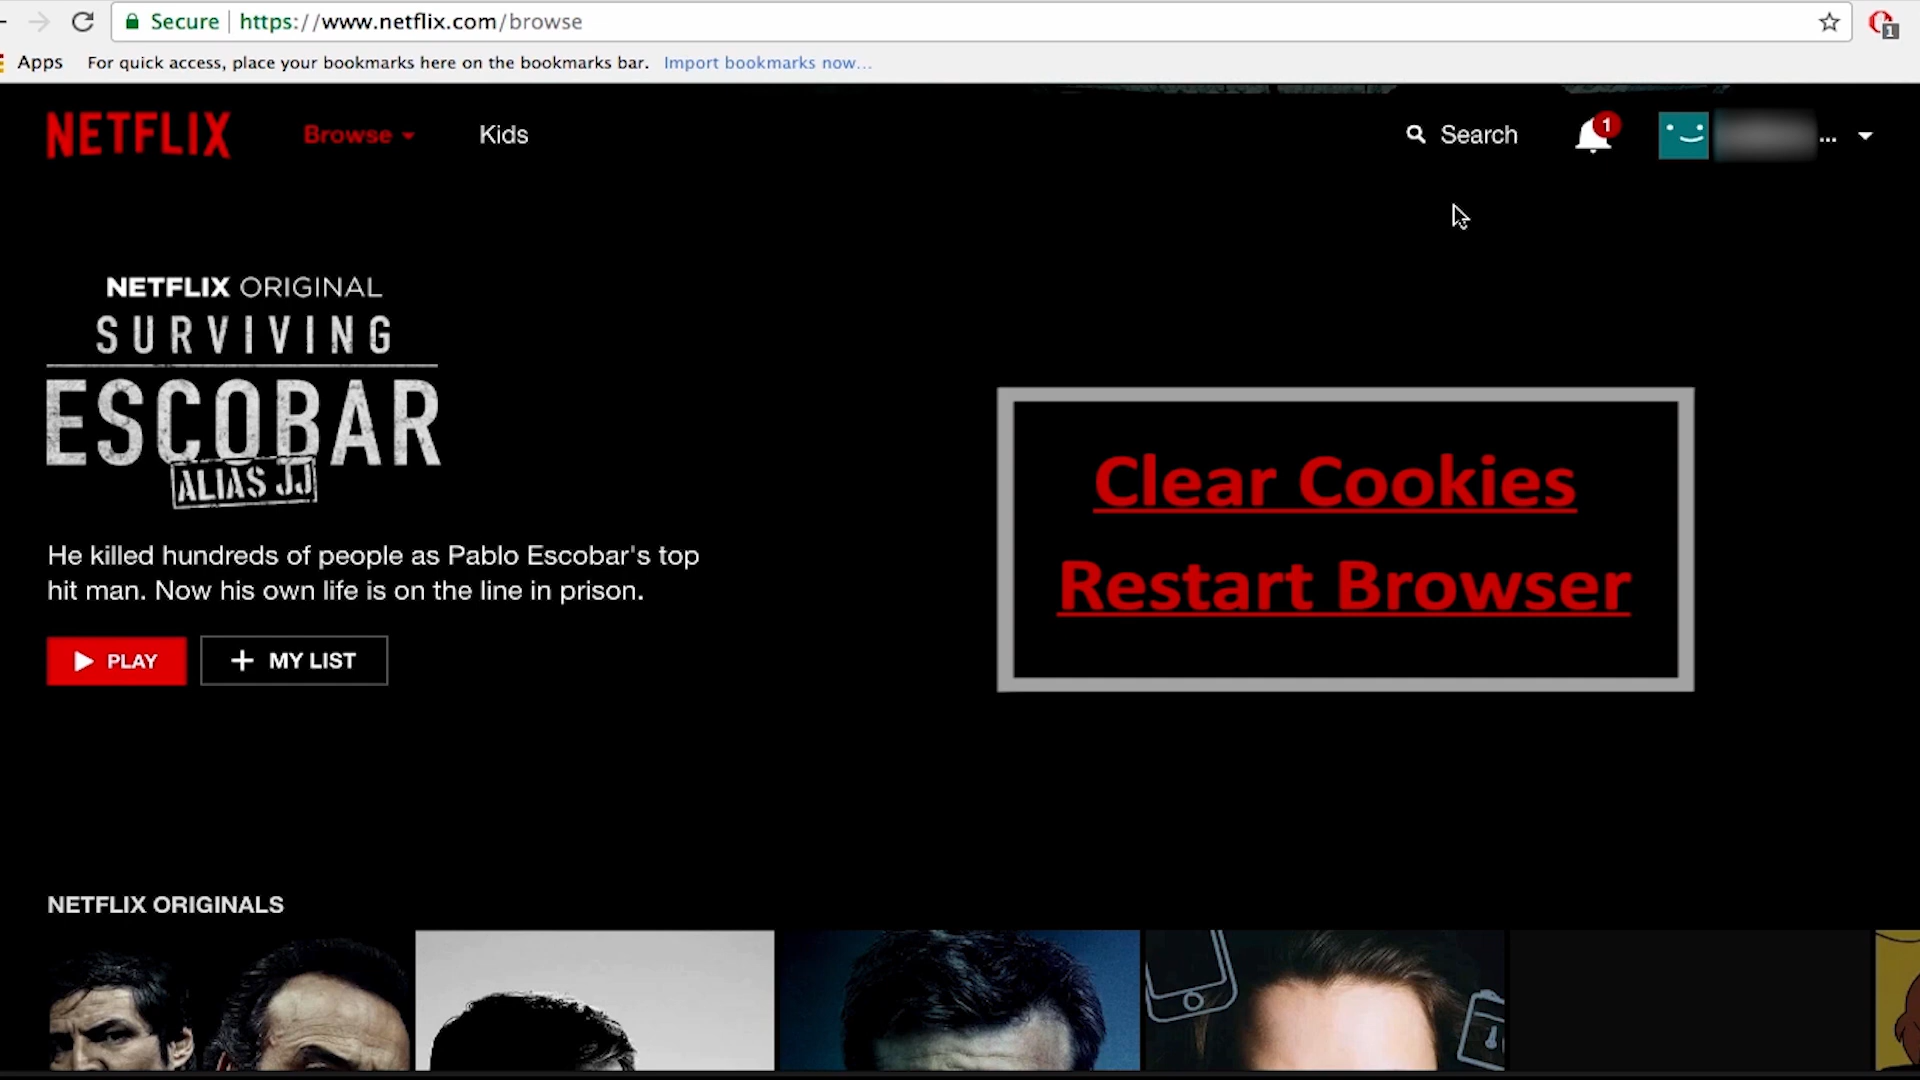 Secure https://www.netflix.com/browse
1
Apps For quick access, place your bookmarks here on the bookmarks bar. Import bookmarks now...
NETFLIX Browse Kids Search 1 ...
NETFLIX ORIGINAL
SURVIVING
ESCOBAR
ALIAS JJ
He killed hundreds of people as Pablo Escobar's top
hit man. Now his own life is on the line in prison.
PLAY + MY LIST
Clear Cookies
Restart Browser
NETFLIX ORIGINALS